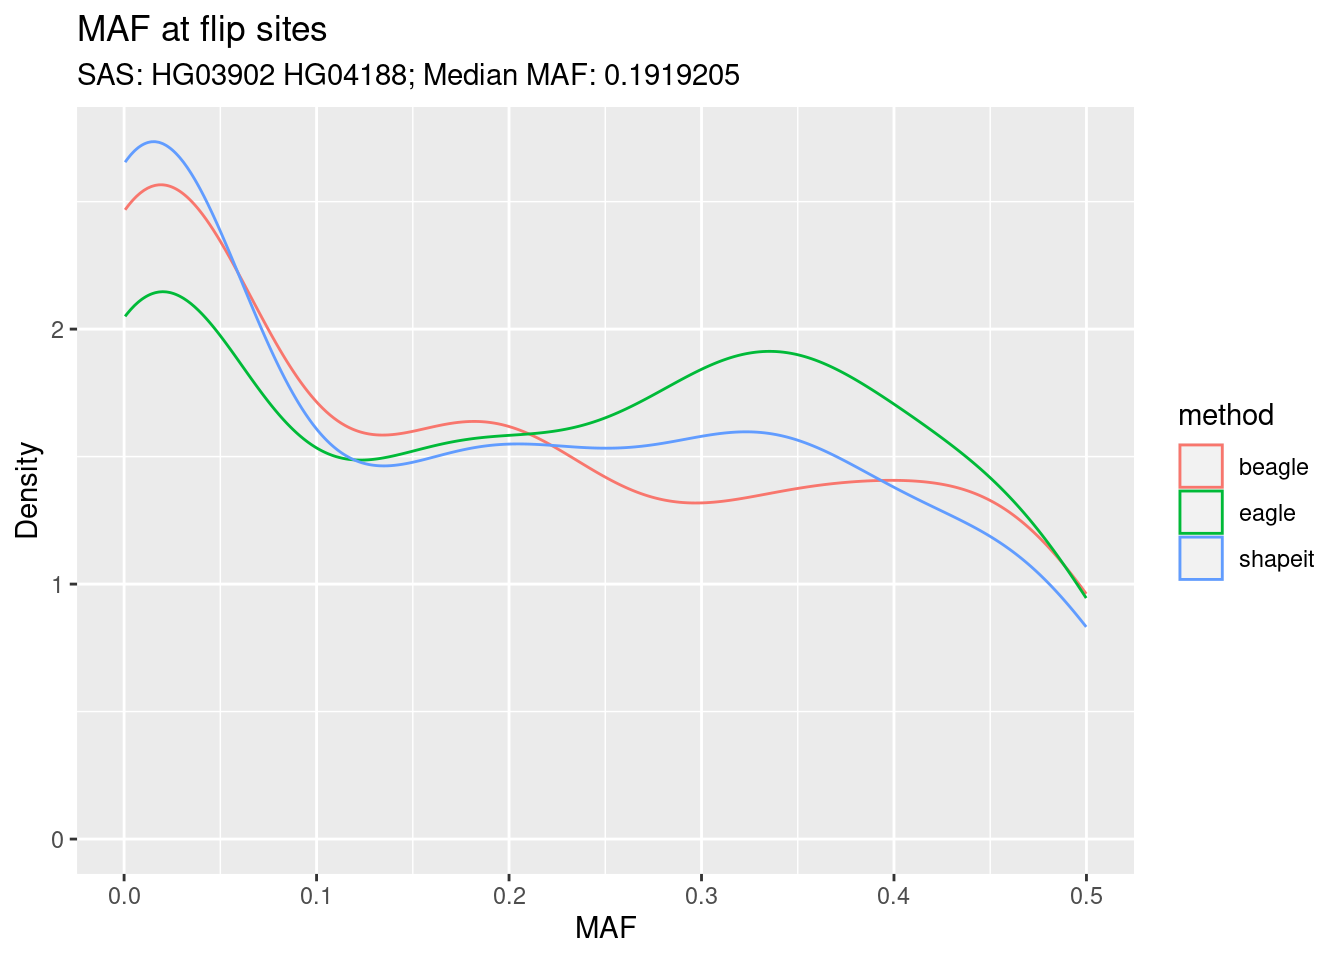 MAF at flip sites
SAS: HG03902 HG04188; Median MAF: 0.1919205
Density
2
1
0
0.0 0.1 0.2 0.3 0.4 0.5
MAF
method
beagle
eagle
shapeit